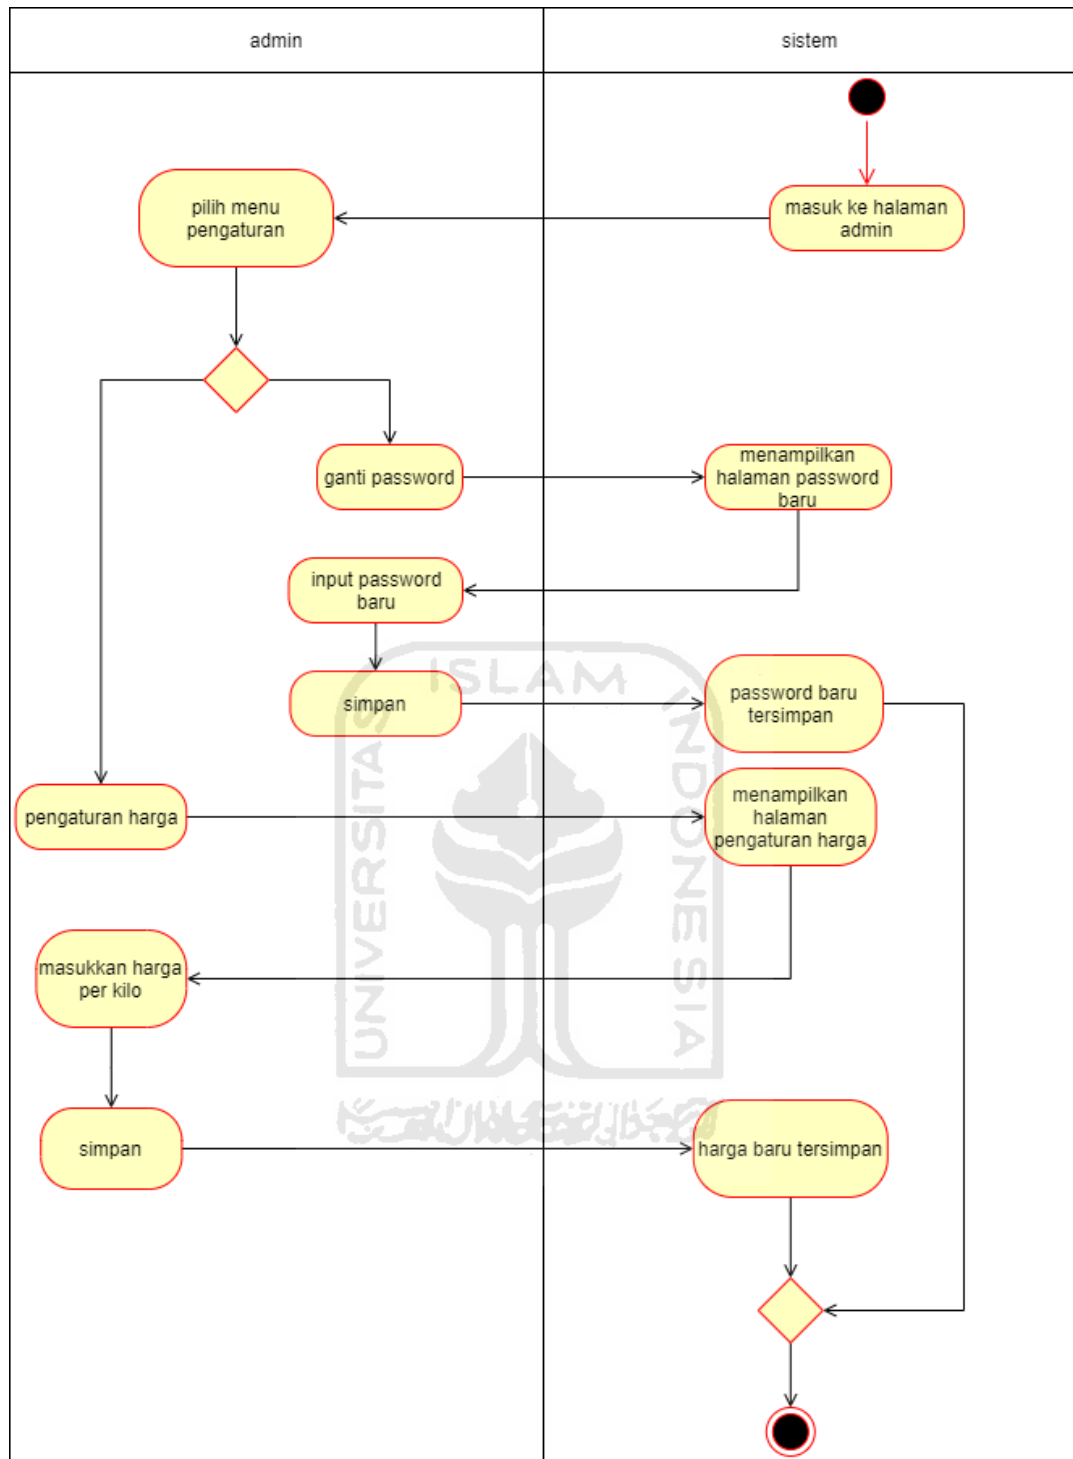 admin
sistem
masuk ke halaman
admin
pilih menu
pengaturan
ganti password
menampilkan
halaman password
baru
input password
baru
simpan
password baru
tersimpan
pengaturan harga
menampilkan
halaman
pengaturan harga
masukkan harga
per kilo
simpan
harga baru tersimpan
UNIVERSITAS
ISLAM
INDONESIA